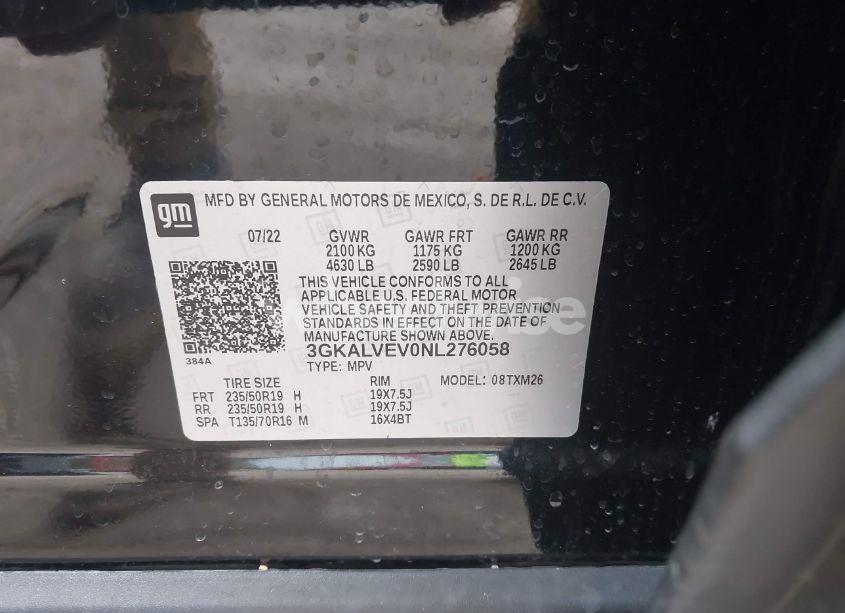 gm MFD BY GENERAL MOTORS DE MEXICO, S. DE R.L. DE C.V.
07/22 GVWR GAWR FRT GAWR RR
2100 KG 1175 KG 1200 KG
4630 LB 2590 LB 2645 LB
THIS VEHICLE CONFORMS TO ALL
APPLICABLE U.S. FEDERAL MOTOR
VEHICLE SAFETY AND THEFT PREVENTION
STANDARDS IN EFFECT ON THE DATE OF
MANUFACTURE SHOWN ABOVE.
384A
3GKALVEV0NL276058
TYPE: MPV
TIRE SIZE RIM MODEL: 08TXM26
FRT 235/50R19 H 19X7.5J
RR 235/50R19 H 19X7.5J
SPA T135/70R16 M 16X4BT